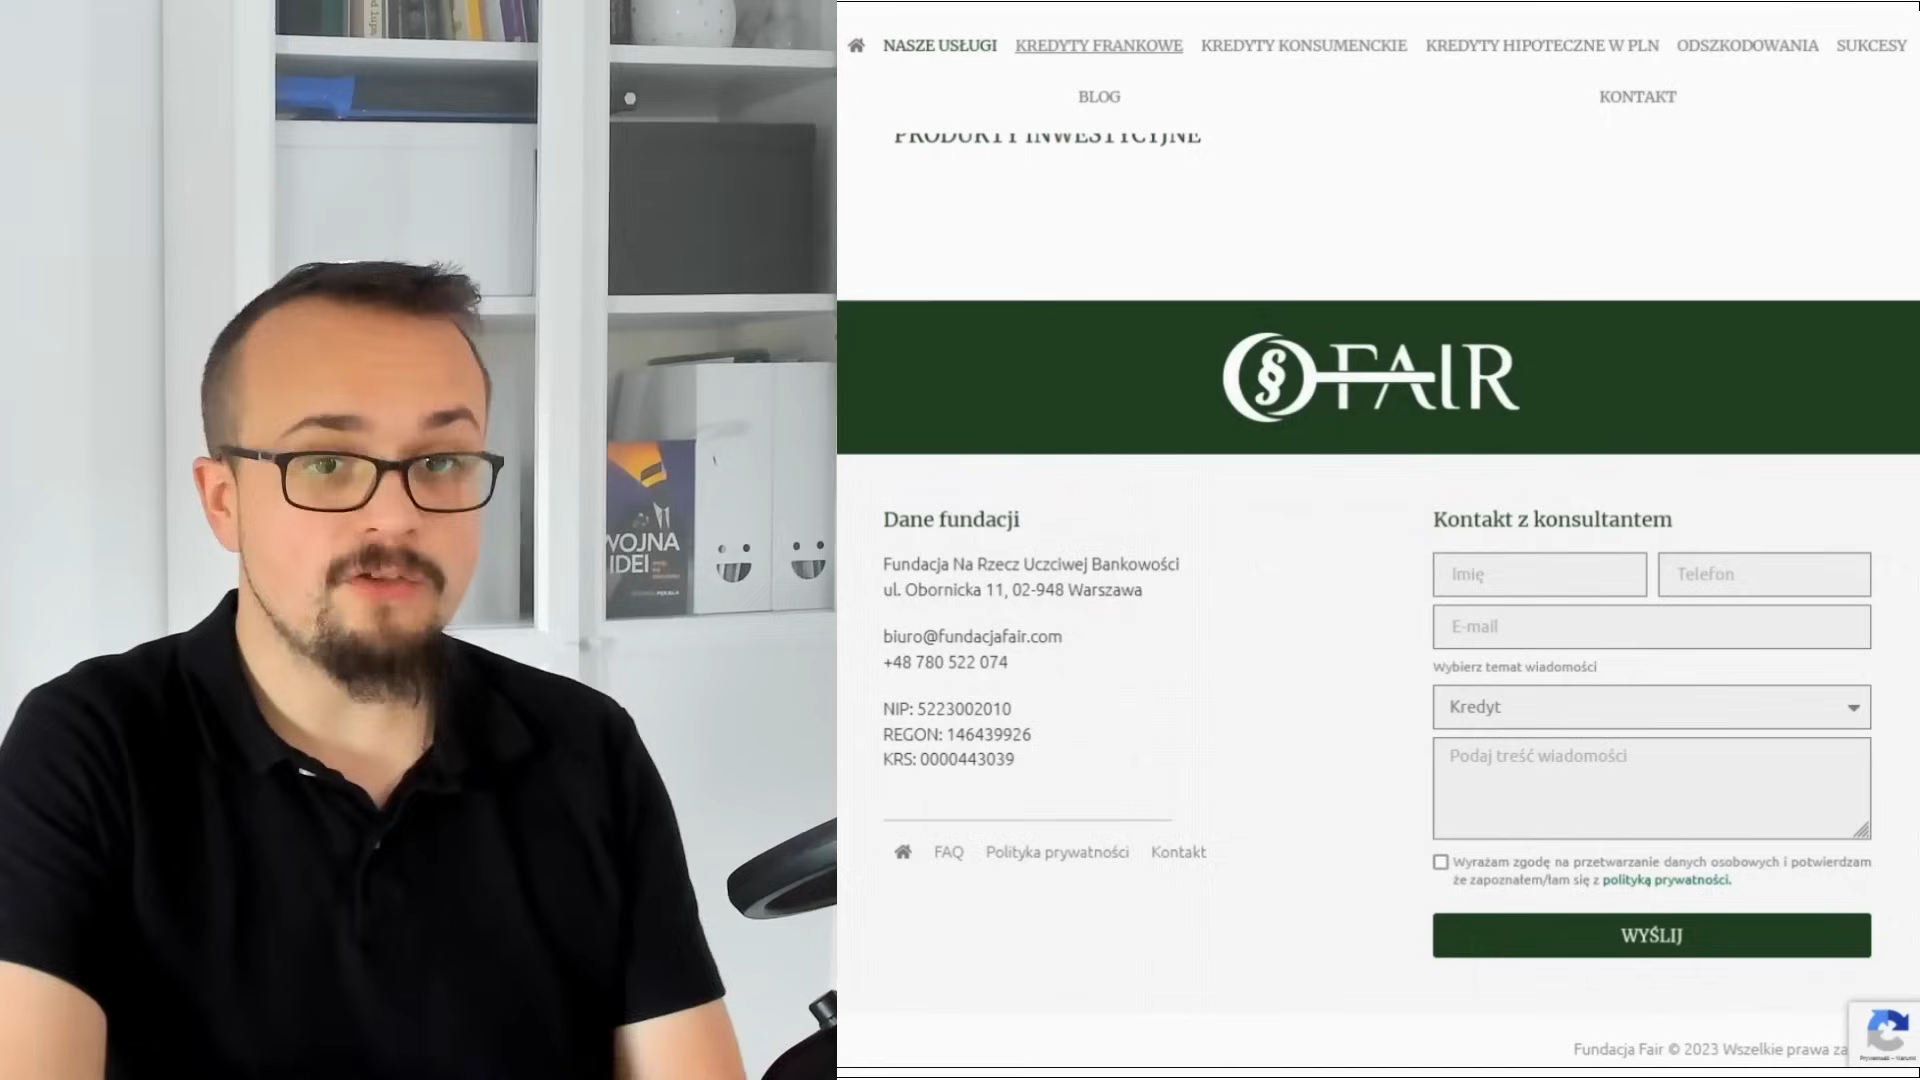 NASZE USŁUGI KREDYTY FRANKOWE KREDYTY KONSUMENCKIE KREDYTY HIPOTECZNE W PLN ODSZKODOWANIA SUKCESY
BLOG KONTAKT
PRODUKTY INWESTYCYJNE
§ FAIR
Dane fundacji
Fundacja Na Rzecz Uczciwej Bankowości
ul. Obornicka 11, 02-948 Warszawa
biuro@fundacjafair.com
+48 780 522 074
NIP: 5223002010
REGON: 146439926
KRS: 0000443039
FAQ Polityka prywatności Kontakt
Kontakt z konsultantem
Imię Telefon
E-mail
Wybierz temat wiadomości
Kredyt
Podaj treść wiadomości
Wyrażam zgodę na przetwarzanie danych osobowych i potwierdzam
że zapoznałem/łam się z polityką prywatności.
WYŚLIJ
Fundacja Fair © 2023 Wszelkie prawa za
WOJNA
IDEI